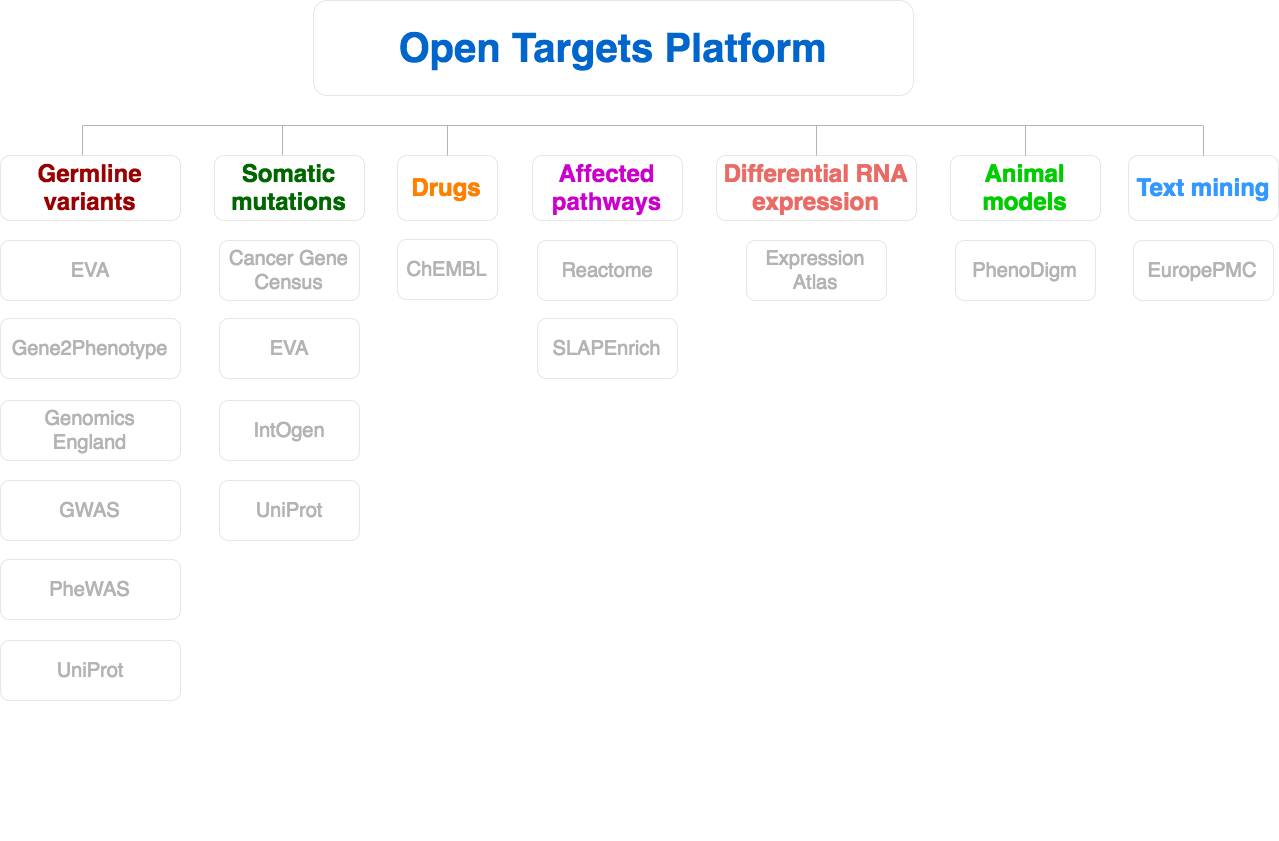 Open Targets Platform
Germline
variants
EVA
Gene2Phenotype
Genomics
England
GWAS
PheWAS
UniProt
Somatic
mutations
Cancer Gene
Census
EVA
IntOgen
UniProt
Drugs
ChEMBL
Affected
pathways
Reactome
SLAPEnrich
Differential RNA
expression
Expression
Atlas
Animal
models
PhenoDigm
Text mining
EuropePMC